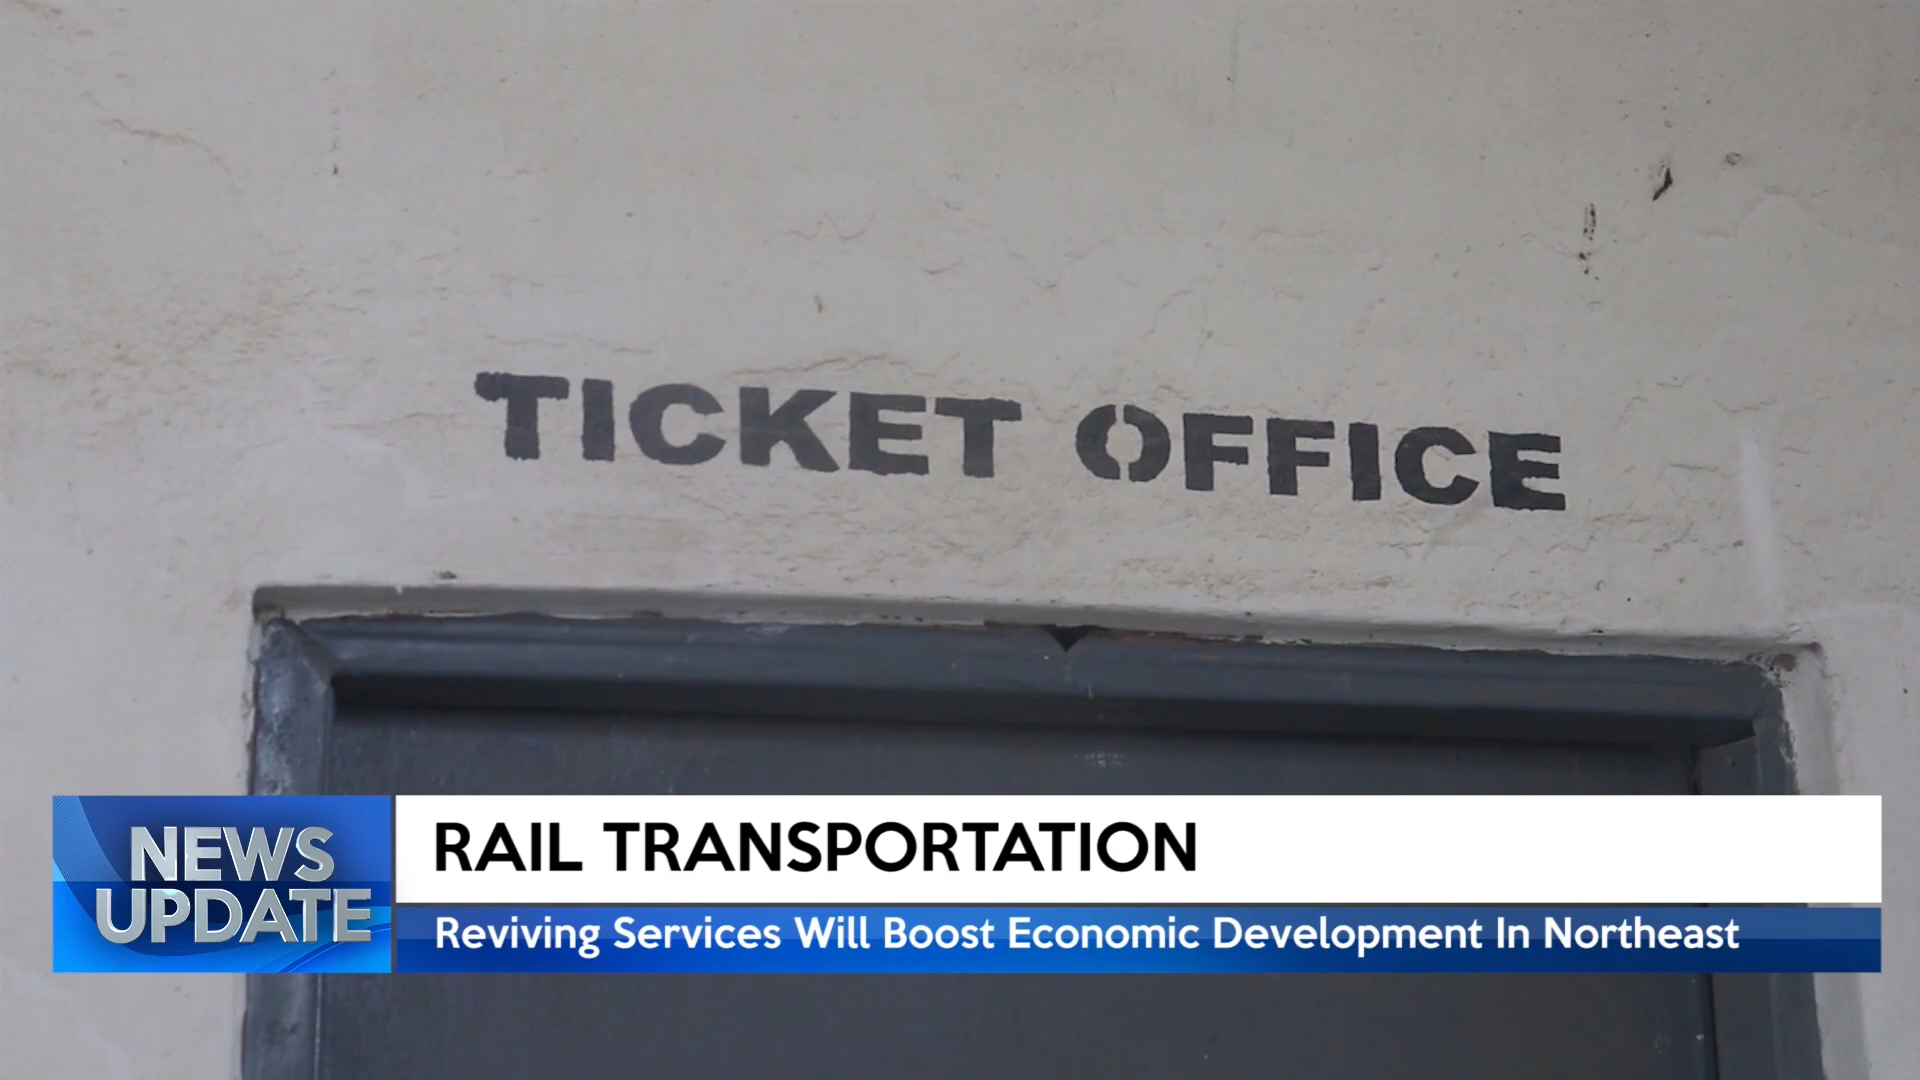 TICKET OFFICE
NEWS
UPDATE
RAIL TRANSPORTATION
Reviving Services Will Boost Economic Development In Northeast